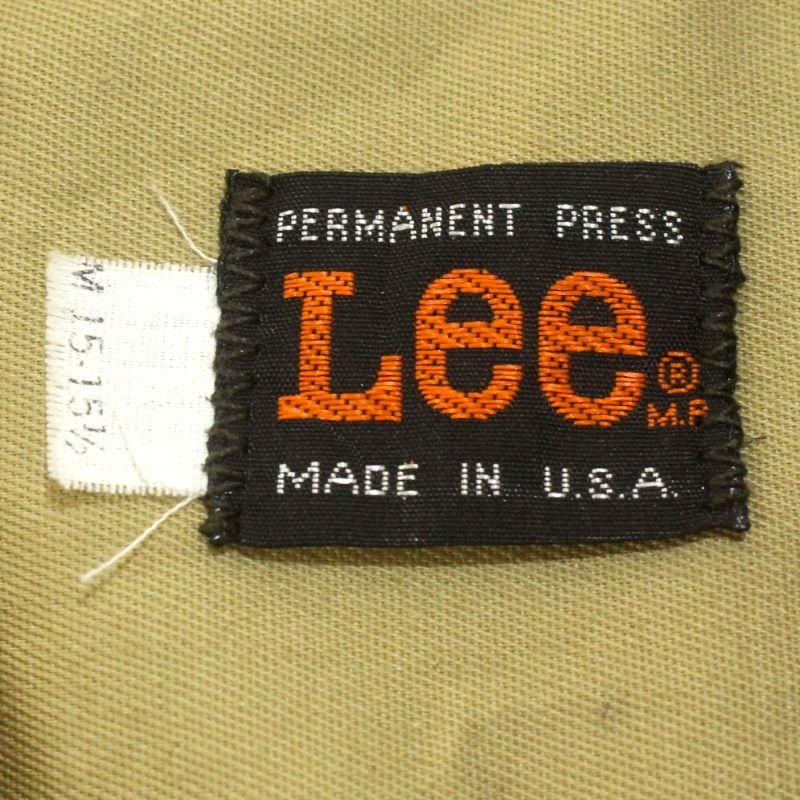 PERMANENT PRESS
Lee®
M.R
MADE IN U.S.A.
M 15-15½